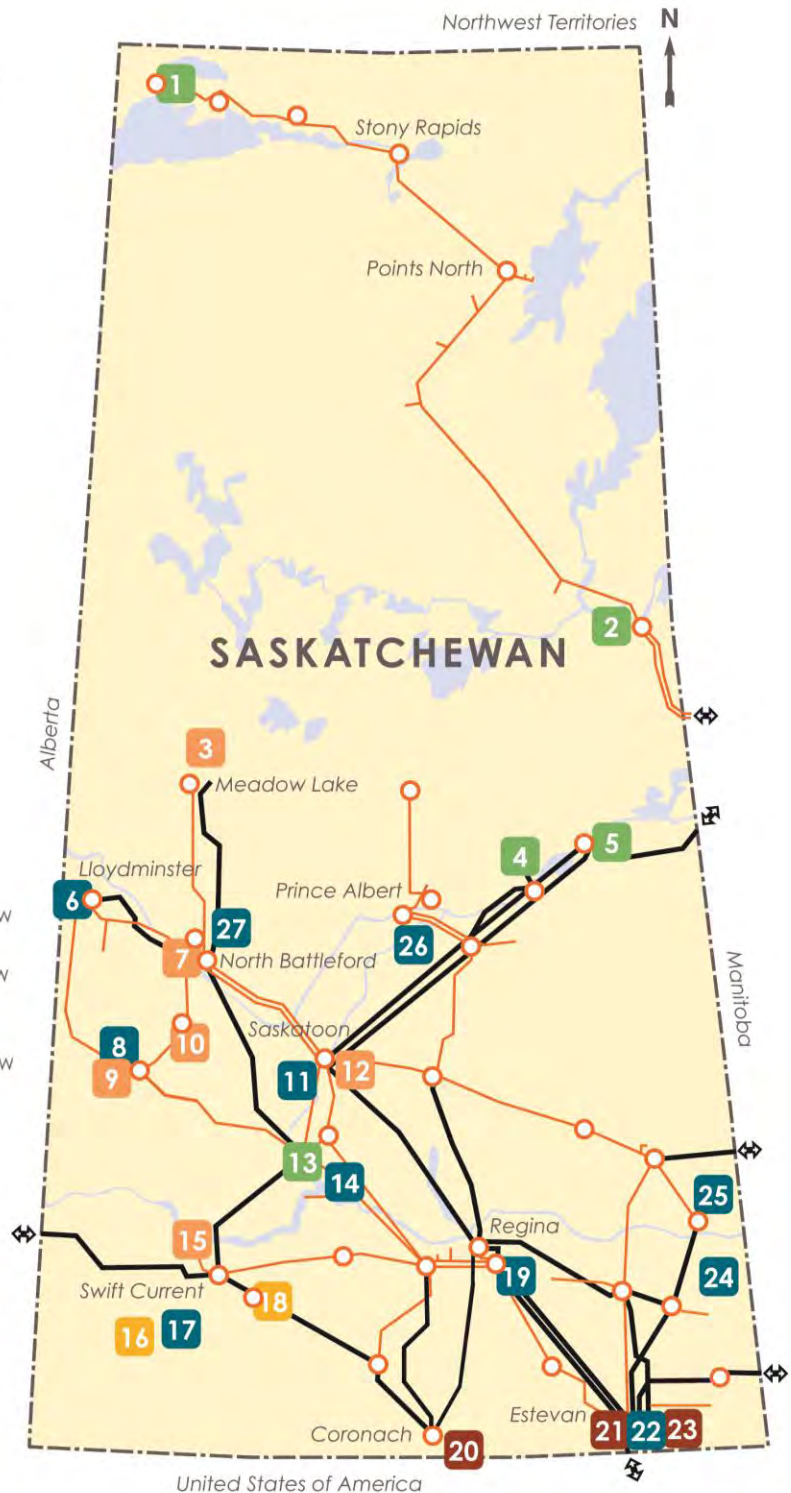 Northwest Territories
N
1
Stony Rapids
Points North
2
SASKATCHEWAN
Alberta
3
Meadow Lake
5
4
Lloydminster
Prince Albert
6
27
26
w
7
North Battleford
w
Manitoba
Saskatoon
8
10
9
11
12
w
13
14
25
15
Regina
19
24
Swift Current
18
16
17
Estevan
21
22
23
Coronach
20
United States of America